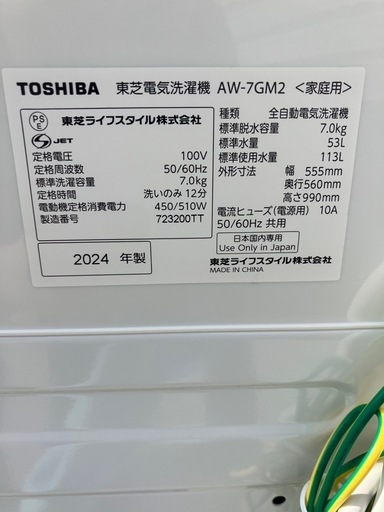 TOSHIBA 東芝電気洗濯機 AW-7GM2 <家庭用>
PS
E
東芝ライフスタイル株式会社
JET
定格電圧 100V
定格周波数 50/60Hz
標準洗濯容量 7.0kg
定格時間 洗いのみ 12分
電動機定格消費電力 450/510W
製造番号 723200TT
2024 年製
種類 全自動電気洗濯機
標準脱水容量 7.0kg
標準水量 53L
標準使用水量 113L
外形寸法 幅 555mm
奥行560mm
高さ990mm
電流ヒューズ(電源用) 10A
50/60Hz 共用
日本国内専用
Use Only in Japan
東芝ライフスタイル株式会社
MADE IN CHINA